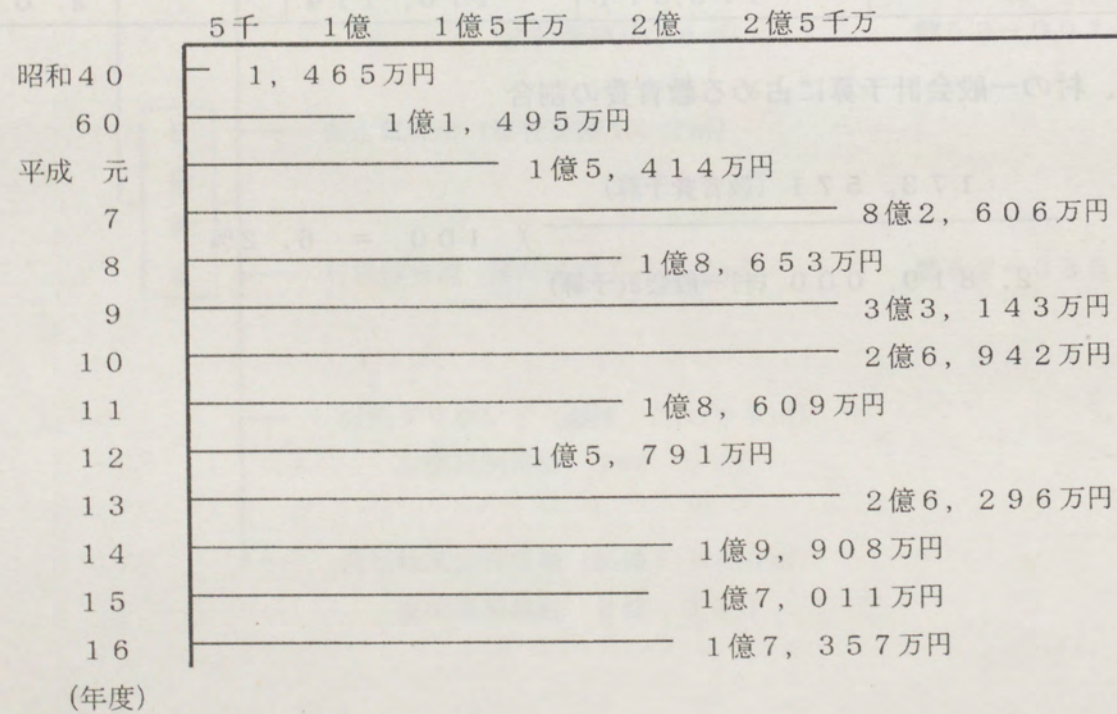 5千 1億 1億5千万 2億 2億5千万
昭和40 1,465万円
60 1億1,495万円
平成 元 1億5,414万円
7 8億2,606万円
8 1億8,653万円
9 3億3,143万円
10 2億6,942万円
11 1億8,609万円
12 1億5,791万円
13 2億6,296万円
14 1億9,908万円
15 1億7,011万円
16 1億7,357万円
(年度)